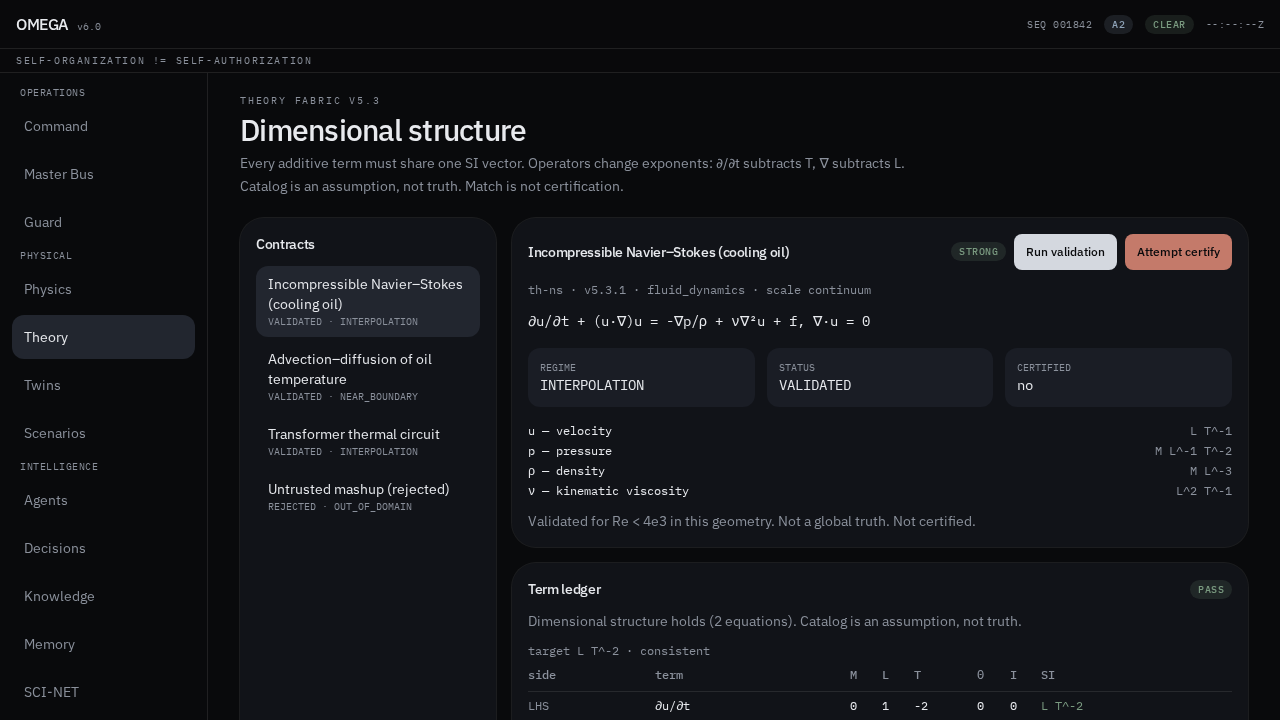 OMEGA v6.0
SEQ 001842 A2 CLEAR --:--:--Z
SELF-ORGANIZATION != SELF-AUTHORIZATION
OPERATIONS
Command
Master Bus
Guard
PHYSICAL
Physics
Theory
Twins
Scenarios
INTELLIGENCE
Agents
Decisions
Knowledge
Memory
SCI-NET
THEORY FABRIC V5.3
Dimensional structure
Every additive term must share one SI vector. Operators change exponents: ∂/∂t subtracts T, ∇ subtracts L.
Catalog is an assumption, not truth. Match is not certification.
Contracts
Incompressible Navier–Stokes
(cooling oil)
VALIDATED · INTERPOLATION
Advection–diffusion of oil
temperature
VALIDATED · NEAR_BOUNDARY
Transformer thermal circuit
VALIDATED · INTERPOLATION
Untrusted mashup (rejected)
REJECTED · OUT_OF_DOMAIN
Incompressible Navier–Stokes (cooling oil) STRONG Run validation Attempt certify
th-ns · v5.3.1 · fluid_dynamics · scale continuum
∂u/∂t + (u·∇)u = -∇p/ρ + ν∇²u + f, ∇·u = 0
REGIME
INTERPOLATION
STATUS
VALIDATED
CERTIFIED
no
u — velocity L T^-1
p — pressure M L^-1 T^-2
ρ — density M L^-3
ν — kinematic viscosity L^2 T^-1
Validated for Re < 4e3 in this geometry. Not a global truth. Not certified.
Term ledger PASS
Dimensional structure holds (2 equations). Catalog is an assumption, not truth.
target L T^-2 · consistent
side term M L T Θ I SI
LHS ∂u/∂t 0 1 -2 0 0 L T^-2